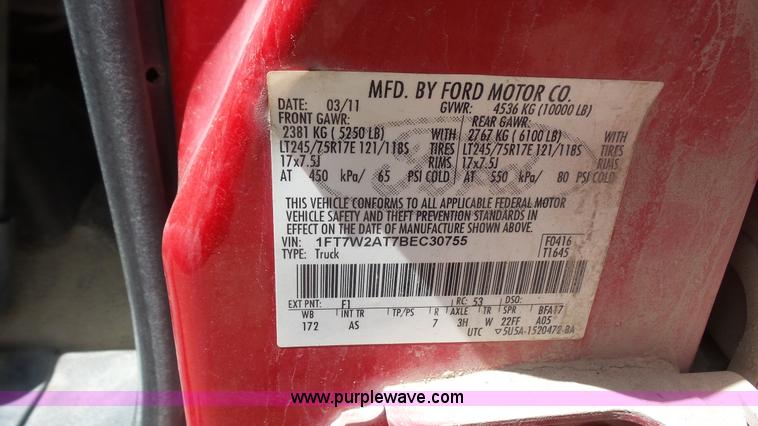 MFD. BY FORD MOTOR CO.
DATE: 03/11 GVWR: 4536 KG (10000 LB)
FRONT GAWR: REAR GAWR:
2381 KG ( 5250 LB) WITH 2767 KG ( 6100 LB) WITH
LT245/75R17E 121/118S TIRES LT245/75R17E 121/118S TIRES
17x7.5J RIMS 17x7.5J RIMS
AT 450 kPa/ 65 PSI COLD AT 550 kPa/ 80 PSI COLD
THIS VEHICLE CONFORMS TO ALL APPLICABLE FEDERAL MOTOR
VEHICLE SAFETY AND THEFT PREVENTION STANDARDS IN
EFFECT ON THE DATE OF MANUFACTURE SHOWN ABOVE.
VIN: 1FT7W2AT7BEC30755 F0416
TYPE: Truck T1645
EXT PNT: F1 RC: 53 DSO:
WB INT TR TP/PS R AXLE TR SPR BFA17
172 AS 7 3H W 22FF A05
UTC ▽5U5A-1520472-BA
www.purplewave.com